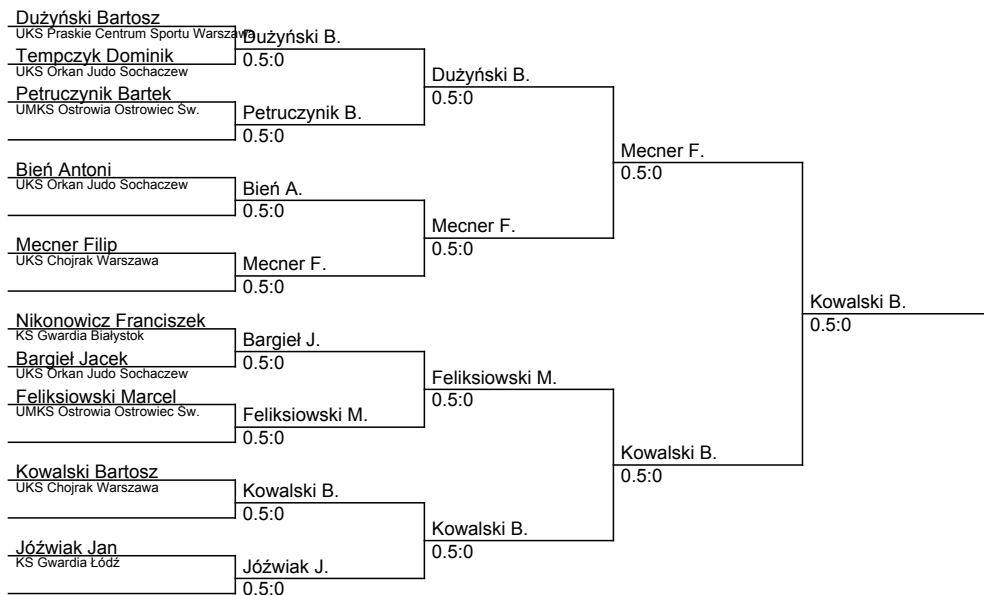 Dużyński Bartosz
UKS Praskie Centrum Sportu Warszawa
Tempczyk Dominik
UKS Orkan Judo Sochaczew
Petruczynik Bartek
UMKS Ostrowia Ostrowiec Św.
Bień Antoni
UKS Orkan Judo Sochaczew
Mecner Filip
UKS Chojrak Warszawa
Nikonowicz Franciszek
KS Gwardia Białystok
Bargieł Jacek
UKS Orkan Judo Sochaczew
Feliksiowski Marcel
UMKS Ostrowia Ostrowiec Św.
Kowalski Bartosz
UKS Chojrak Warszawa
Jóźwiak Jan
KS Gwardia Łódź
Dużyński B.
0.5:0
Petruczynik B.
0.5:0
Bień A.
0.5:0
Mecner F.
0.5:0
Bargieł J.
0.5:0
Feliksiowski M.
0.5:0
Kowalski B.
0.5:0
Jóźwiak J.
0.5:0
Dużyński B.
0.5:0
Mecner F.
0.5:0
Feliksiowski M.
0.5:0
Kowalski B.
0.5:0
Mecner F.
0.5:0
Kowalski B.
0.5:0
Kowalski B.
0.5:0